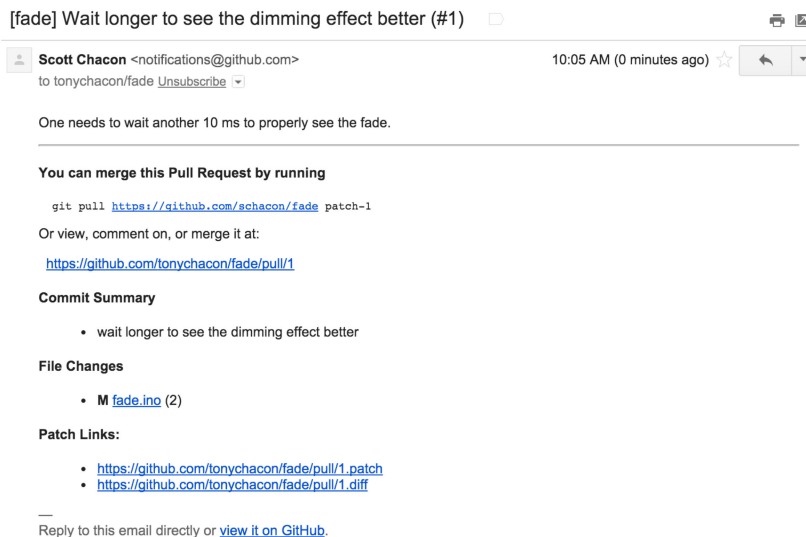 [fade] Wait longer to see the dimming effect better (#1)
Scott Chacon <notifications@github.com>
10:05 AM (0 minutes ago)
to tonychacon/fade Unsubscribe
One needs to wait another 10 ms to properly see the fade.
You can merge this Pull Request by running
git pull https://github.com/schacon/fade patch-1
Or view, comment on, or merge it at:
https://github.com/tonychacon/fade/pull/1
Commit Summary
• wait longer to see the dimming effect better
File Changes
• M fade.ino (2)
Patch Links:
• https://github.com/tonychacon/fade/pull/1.patch
• https://github.com/tonychacon/fade/pull/1.diff
—
Reply to this email directly or view it on GitHub.